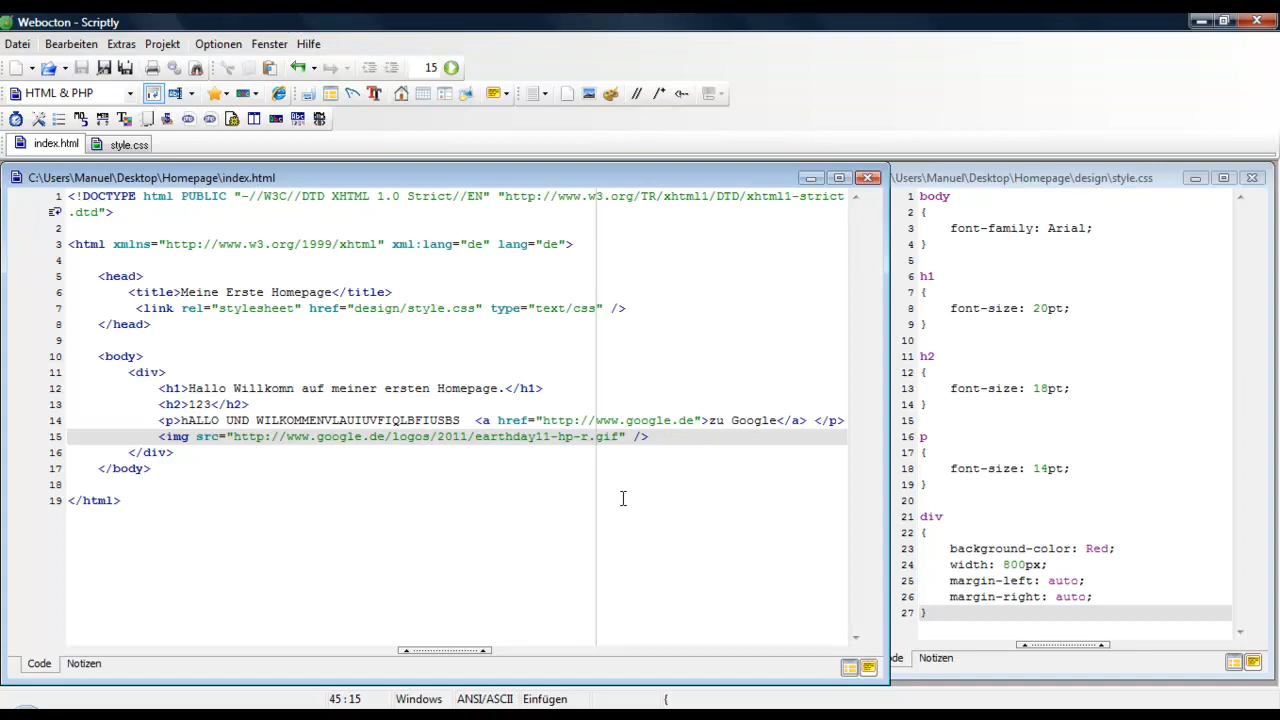 Webocton - Scriptly
Datei Bearbeiten Extras Projekt Optionen Fenster Hilfe
15
HTML & PHP
index.html style.css
C:\Users\Manuel\Desktop\Homepage\index.html
1 <!DOCTYPE html PUBLIC "-//W3C//DTD XHTML 1.0 Strict//EN" "http://www.w3.org/TR/xhtml1/DTD/xhtml1-strict
.dtd">
2
3 <html xmlns="http://www.w3.org/1999/xhtml" xml:lang="de" lang="de">
4
5 <head>
6 <title>Meine Erste Homepage</title>
7 <link rel="stylesheet" href="design/style.css" type="text/css" />
8 </head>
9
10 <body>
11 <div>
12 <h1>Hallo Willkomn auf meiner ersten Homepage.</h1>
13 <h2>123</h2>
14 <p>hALLO UND WILKOMMENVLAUIUVFIQLBFIUSBS <a href="http://www.google.de">zu Google</a> </p>
15 <img src="http://www.google.de/logos/2011/earthday11-hp-r.gif" />
16 </div>
17 </body>
18
19 </html>
Code Notizen
\Users\Manuel\Desktop\Homepage\design\style.css
1 body
2 {
3 font-family: Arial;
4 }
5
6 h1
7 {
8 font-size: 20pt;
9 }
10
11 h2
12 {
13 font-size: 18pt;
14 }
15
16 p
17 {
18 font-size: 14pt;
19 }
20
21 div
22 {
23 background-color: Red;
24 width: 800px;
25 margin-left: auto;
26 margin-right: auto;
27 }
de Notizen
45:15 Windows ANSI/ASCII Einfügen {